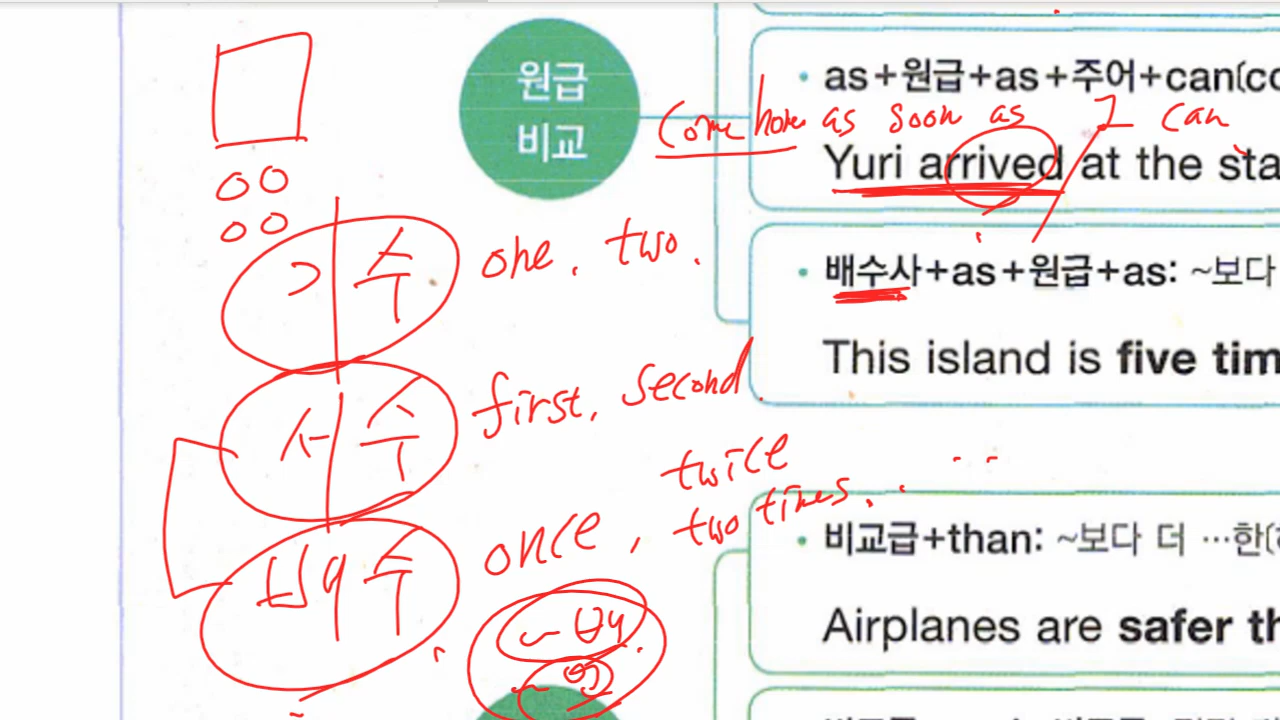 원급
비교
as+원급+as+주어+can(co
Come home as soon as I can
Yuri arrived at the sta
기수 one, two.
배수사+as+원급+as: ~보다
This island is five tim
서수 first, second.
twice
배수 once, two times,
비교급+than: ~보다 더 …한(
Airplanes are safer th
~배
~번